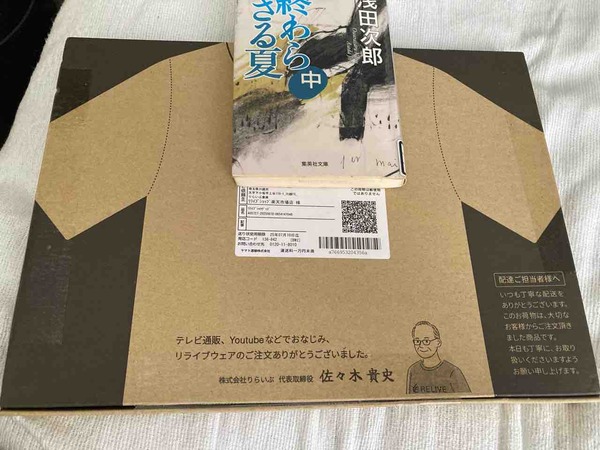 浅田次郎
終わら
ざる夏
中
集英社文庫
配達ご担当者様へ
いつも丁寧な配送を
ありがとうございます。
このお荷物は、大切な
お客様からご注文頂き
ました商品です。
本日も丁寧に、お取り
扱いくださいますよう
お願い申し上げます。
テレビ通販、Youtubeなどでおなじみ、
リライブウェアのご注文ありがとうございました。
株式会社りらいぶ 代表取締役 佐々木 貴史
RELIVE